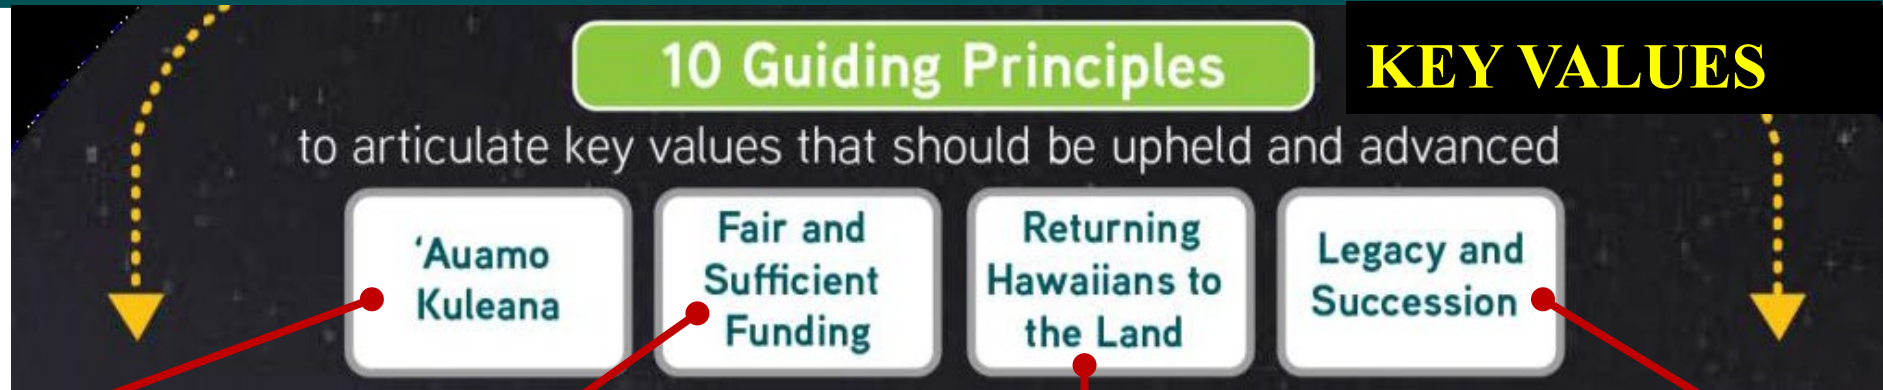 10 Guiding Principles
KEY VALUES
to articulate key values that should be upheld and advanced
‘Auamo
Kuleana
Fair and
Sufficient
Funding
Returning
Hawaiians to
the Land
Legacy and
Succession